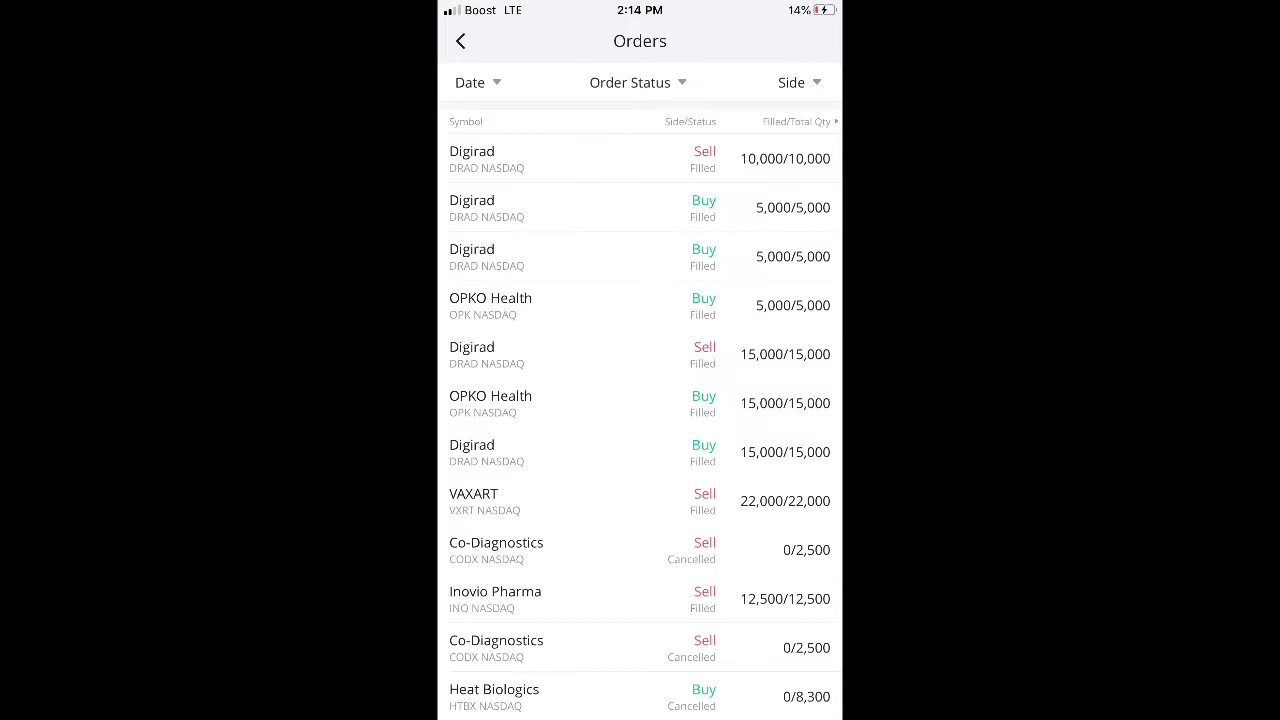 Boost LTE 2:14 PM 14%
Orders
Date Order Status Side
Symbol Side/Status Filled/Total Qty
Digirad Sell 10,000/10,000
DRAD NASDAQ Filled
Digirad Buy 5,000/5,000
DRAD NASDAQ Filled
Digirad Buy 5,000/5,000
DRAD NASDAQ Filled
OPKO Health Buy 5,000/5,000
OPK NASDAQ Filled
Digirad Sell 15,000/15,000
DRAD NASDAQ Filled
OPKO Health Buy 15,000/15,000
OPK NASDAQ Filled
Digirad Buy 15,000/15,000
DRAD NASDAQ Filled
VAXART Sell 22,000/22,000
VXRT NASDAQ Filled
Co-Diagnostics Sell 0/2,500
CODX NASDAQ Cancelled
Inovio Pharma Sell 12,500/12,500
INO NASDAQ Filled
Co-Diagnostics Sell 0/2,500
CODX NASDAQ Cancelled
Heat Biologics Buy 0/8,300
HTBX NASDAQ Cancelled